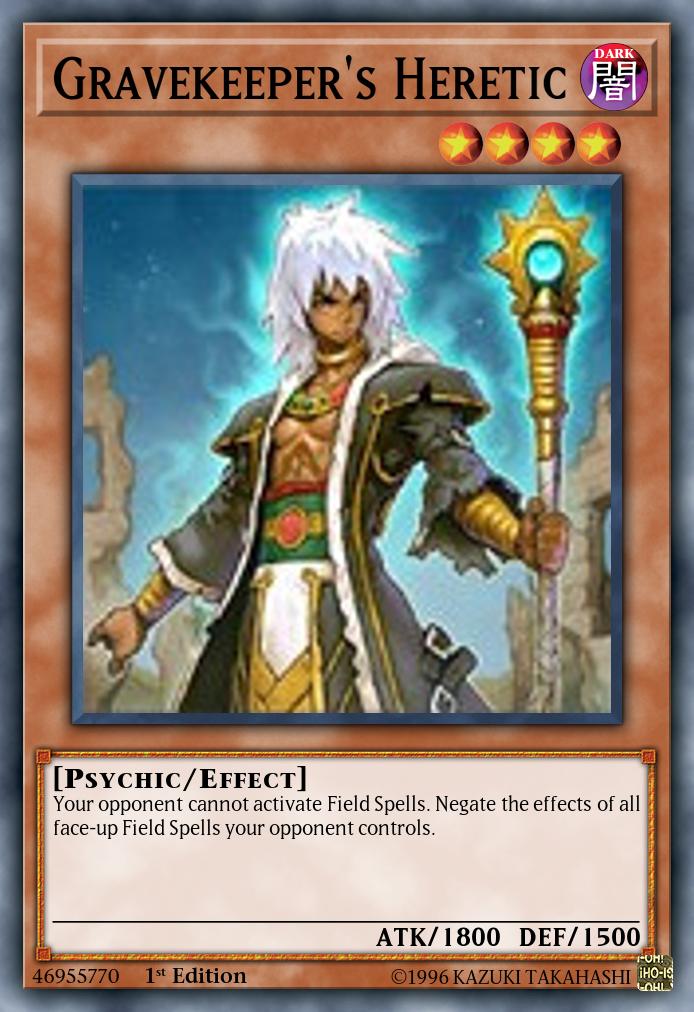 Gravekeeper's Heretic
DARK
闇
[Psychic/Effect]
Your opponent cannot activate Field Spells. Negate the effects of all
face-up Field Spells your opponent controls.
ATK/1800 DEF/1500
46955770 1st Edition ©1996 KAZUKI TAKAHASHI